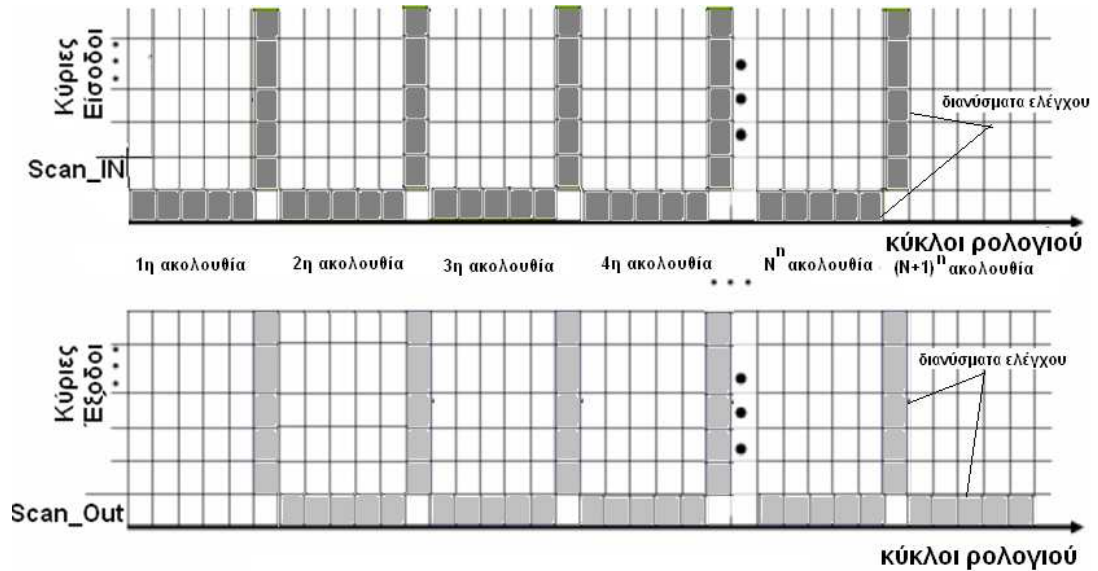 Κύριες
Είσοδοι
διανύσματα ελέγχου
Scan_IN
κύκλοι ρολογιού
1η ακολουθία 2η ακολουθία 3η ακολουθία 4η ακολουθία Nη ακολουθία (N+1)η ακολουθία
Κύριες
Έξοδοι
διανύσματα ελέγχου
Scan_Out
κύκλοι ρολογιού